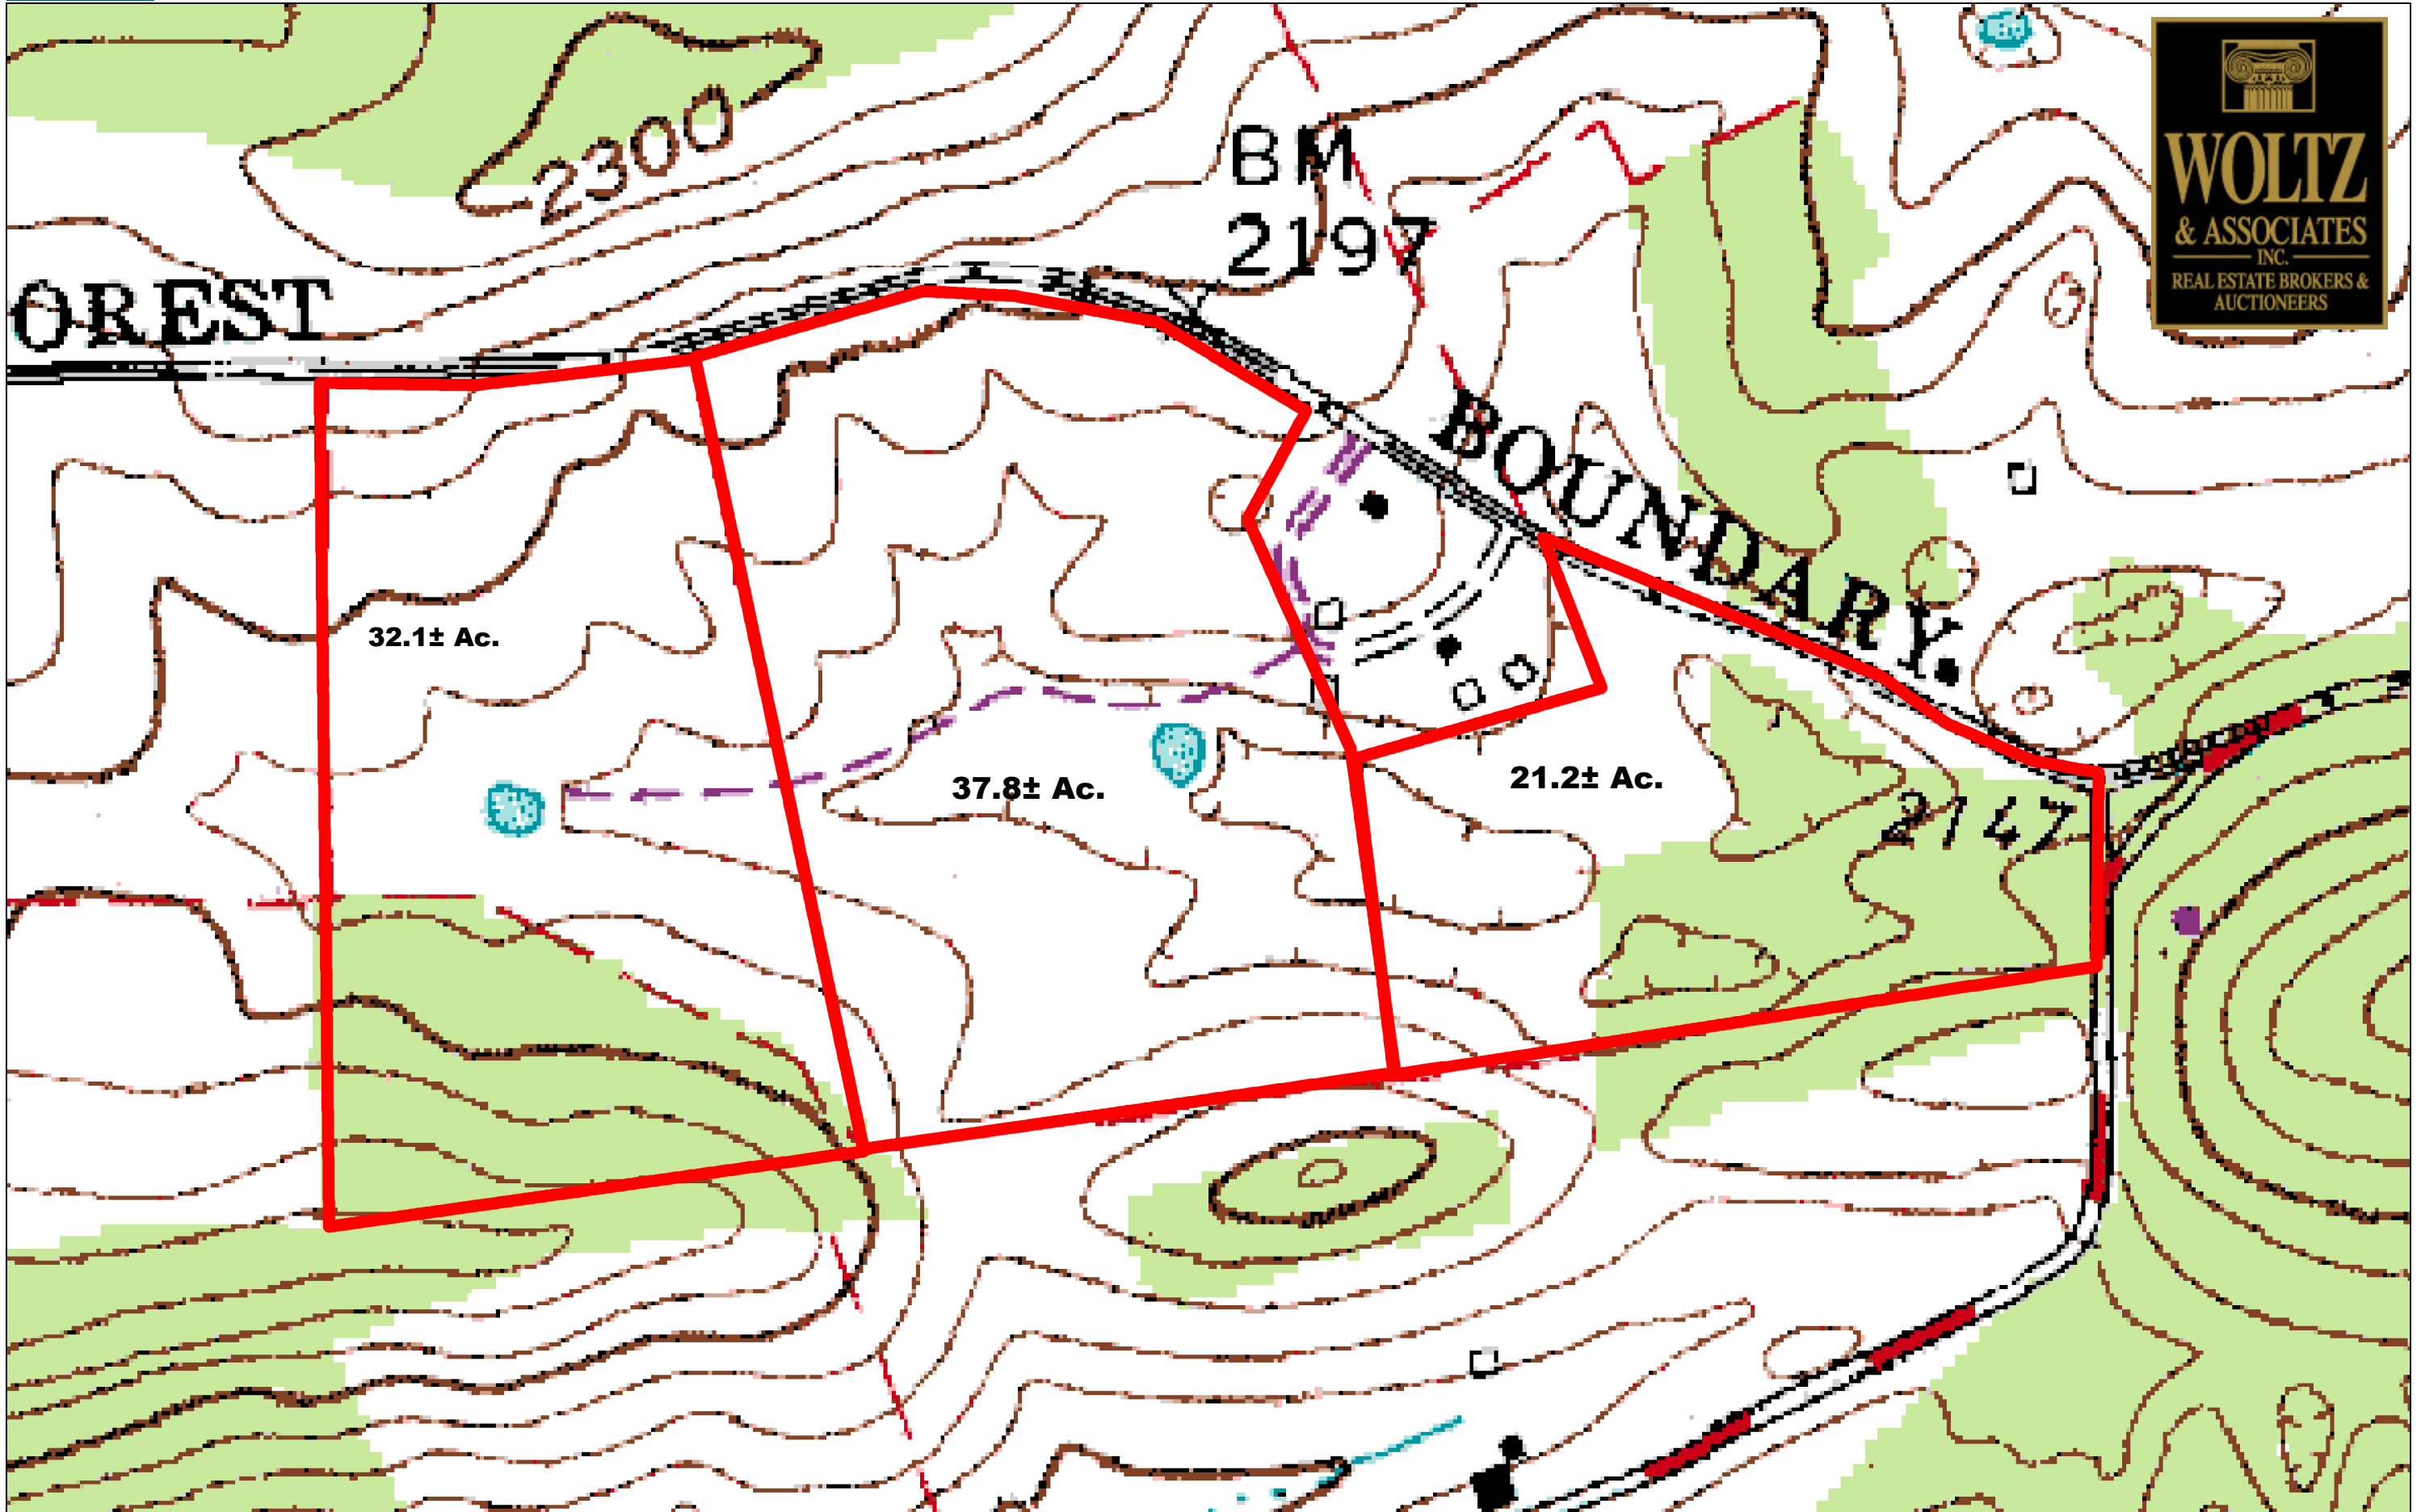 2300
BM
2197
OREST
BOUNDARY
32.1± Ac.
37.8± Ac.
21.2± Ac.
2147
WOLTZ
& ASSOCIATES
INC.
REAL ESTATE BROKERS &
AUCTIONEERS